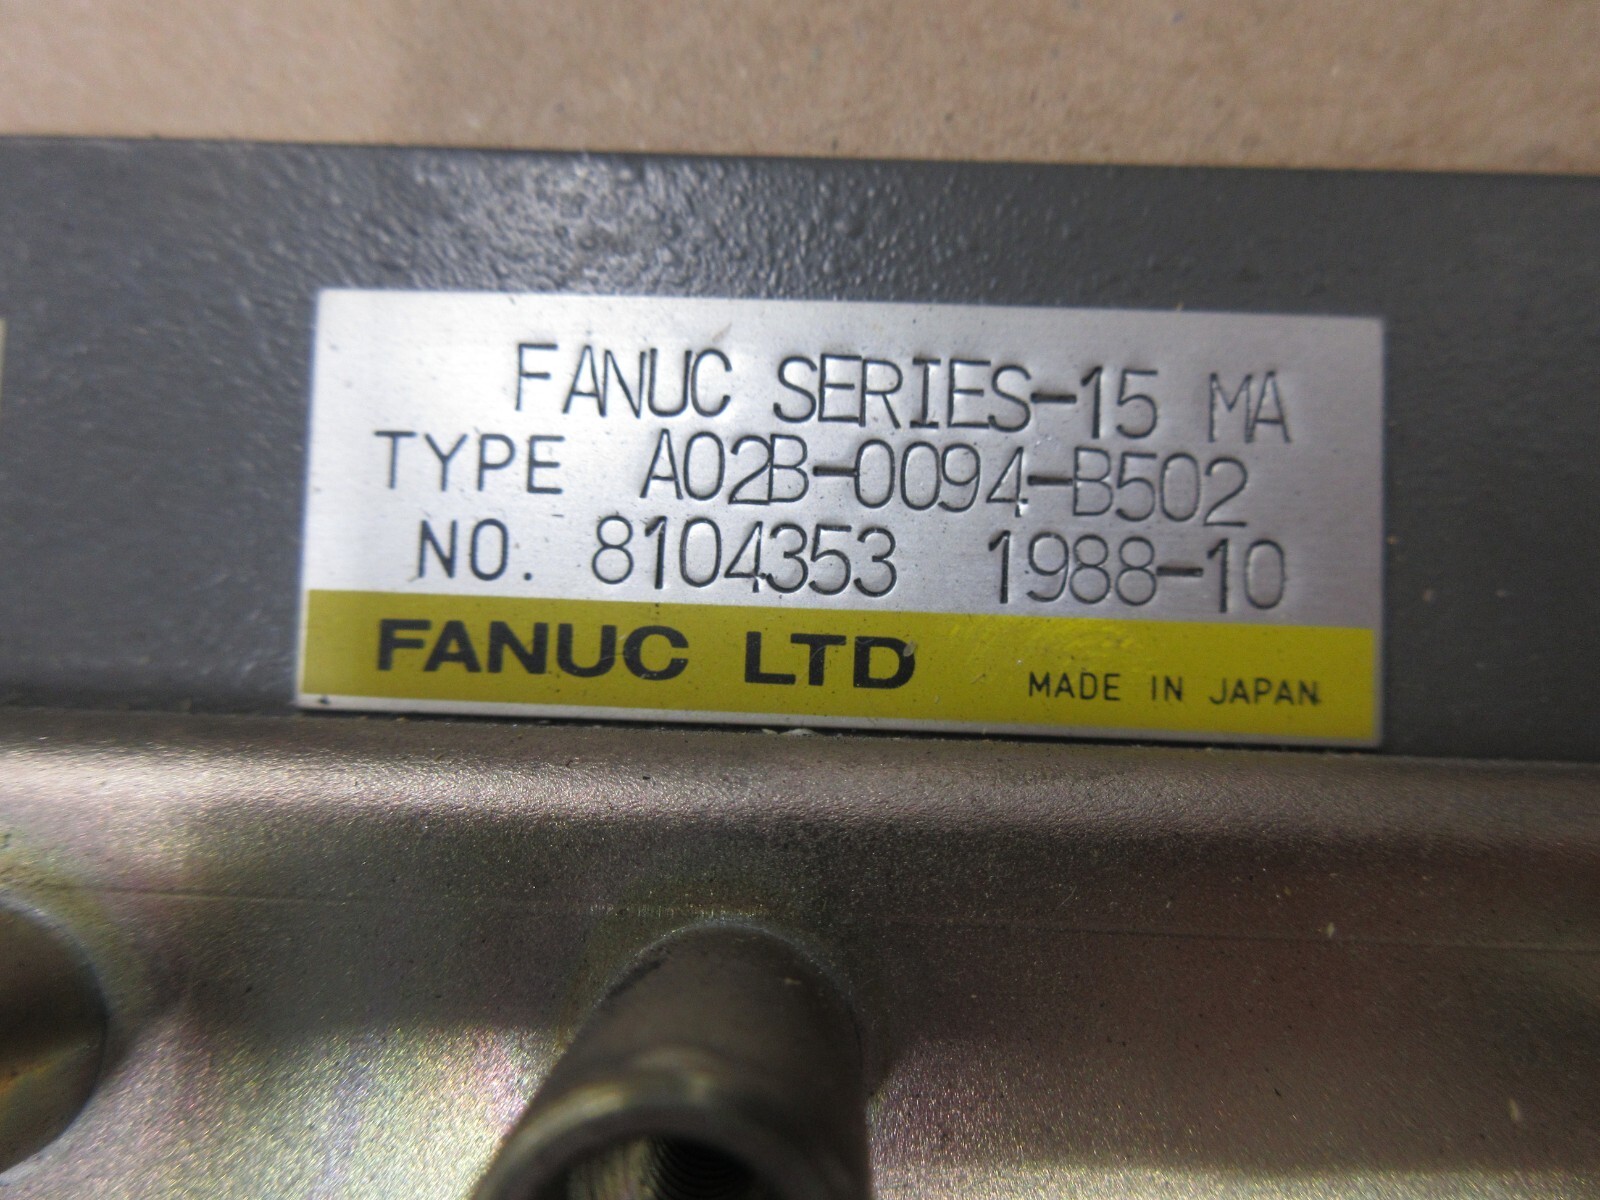 FANUC SERIES-15 MA
TYPE A02B-0094-B502
NO. 8104353 1988-10
FANUC LTD MADE IN JAPAN